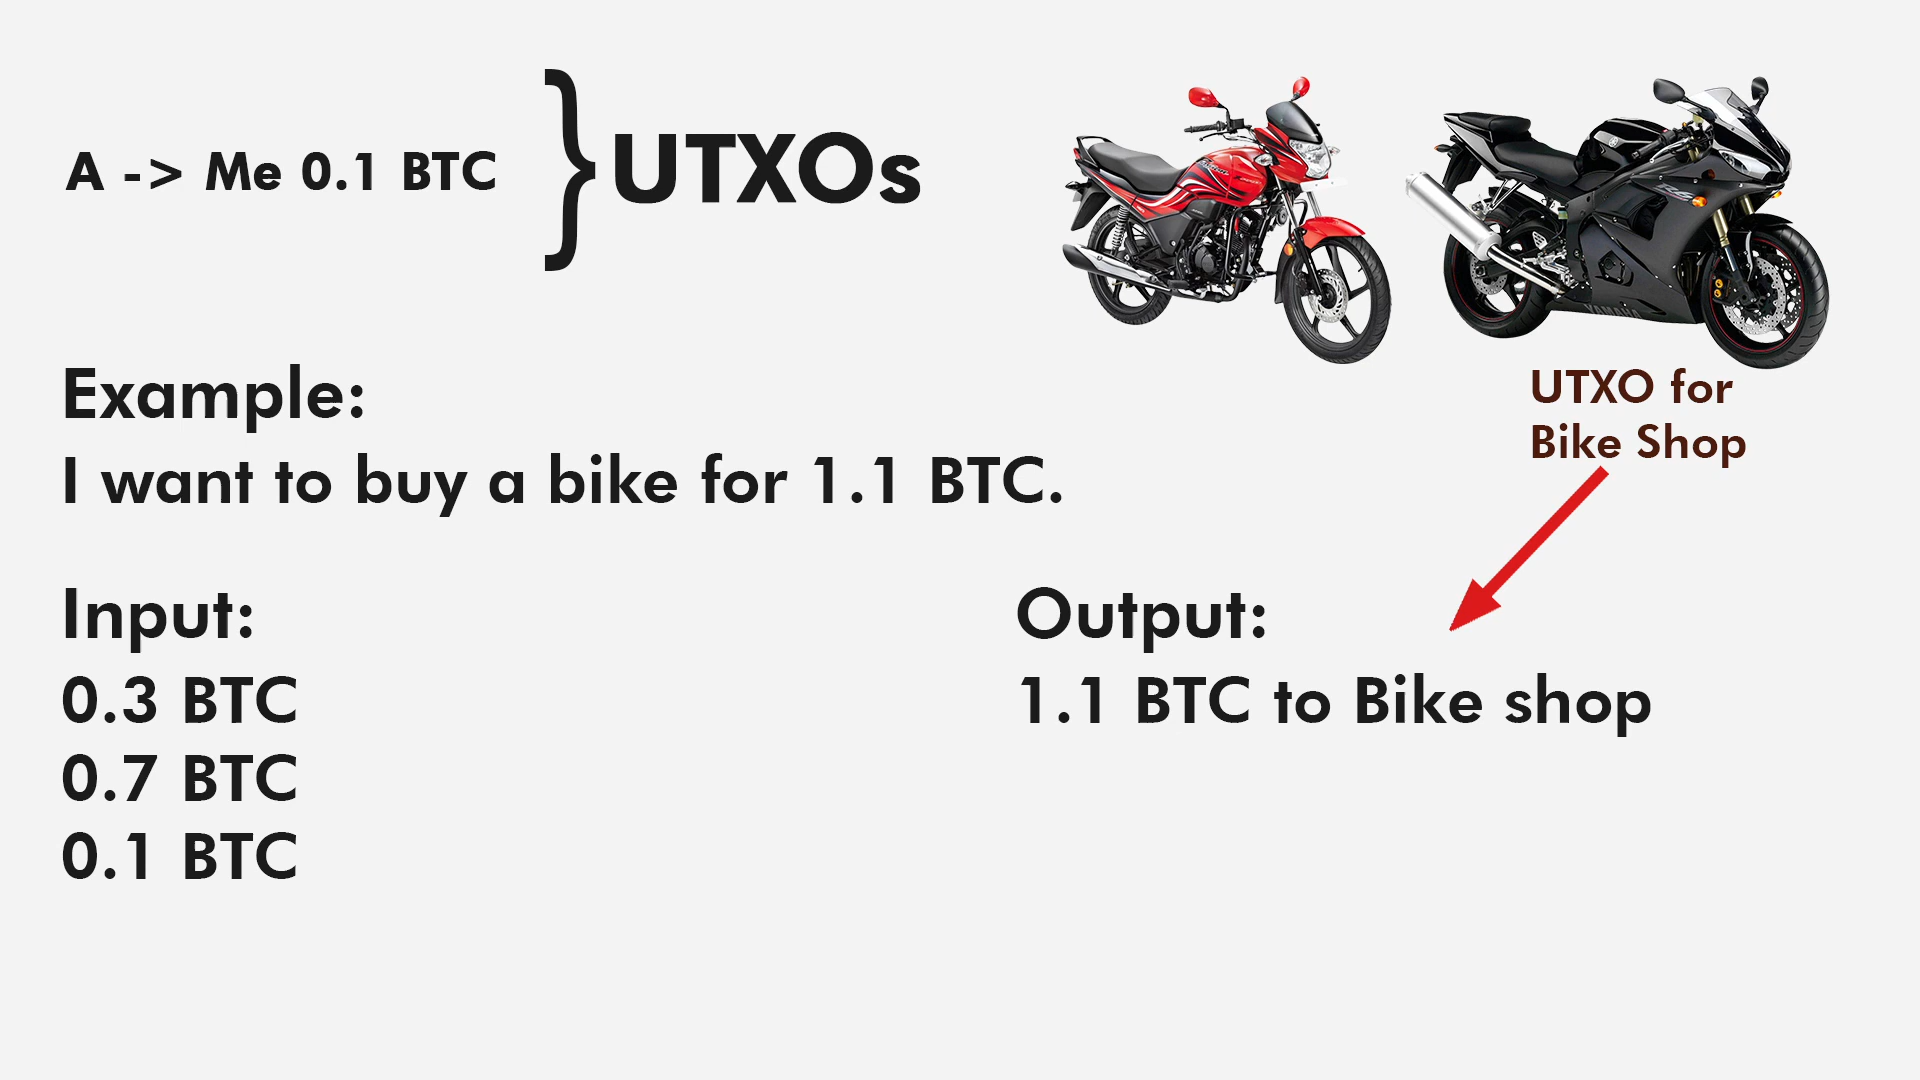 A -> Me 0.1 BTC
} UTXOs
Example:
I want to buy a bike for 1.1 BTC.
UTXO for
Bike Shop
Input:
0.3 BTC
0.7 BTC
0.1 BTC
Output:
1.1 BTC to Bike shop